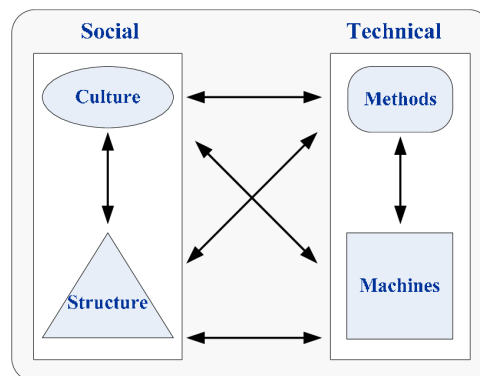 Social
Technical
Culture
Methods
Structure
Machines